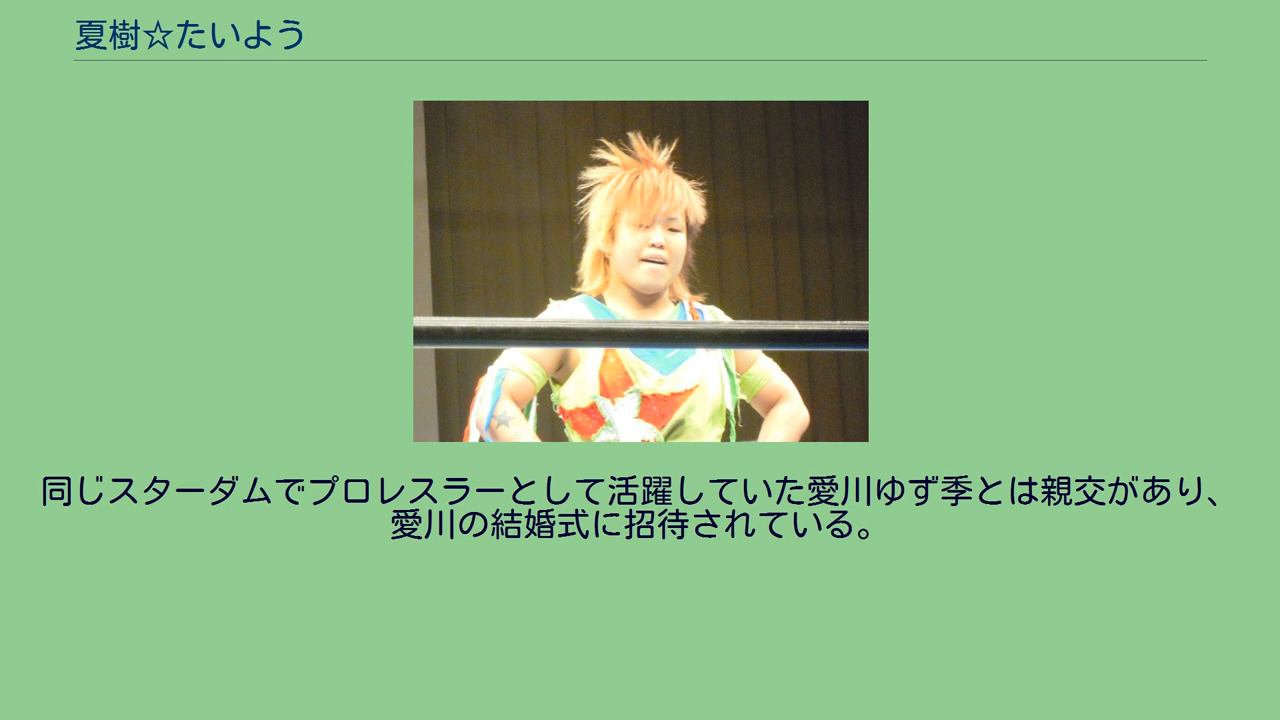 夏樹☆たいよう
同じスターダムでプロレスラーとして活躍していた愛川ゆず季とは親交があり、
愛川の結婚式に招待されている。